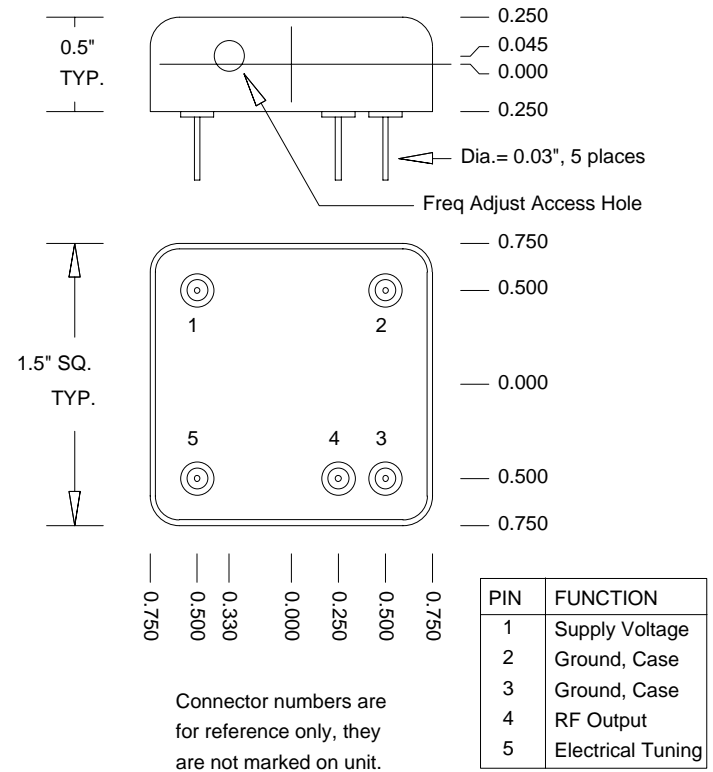 0.5"
TYP.
0.250
0.045
0.000
0.250
Dia.= 0.03", 5 places
Freq Adjust Access Hole
1.5" SQ.
TYP.
1
2
5
4
3
0.750
0.500
0.000
0.500
0.750
0.750
0.500
0.330
0.000
0.250
0.500
0.750
PIN FUNCTION
1 Supply Voltage
2 Ground, Case
3 Ground, Case
4 RF Output
5 Electrical Tuning
Connector numbers are
for reference only, they
are not marked on unit.